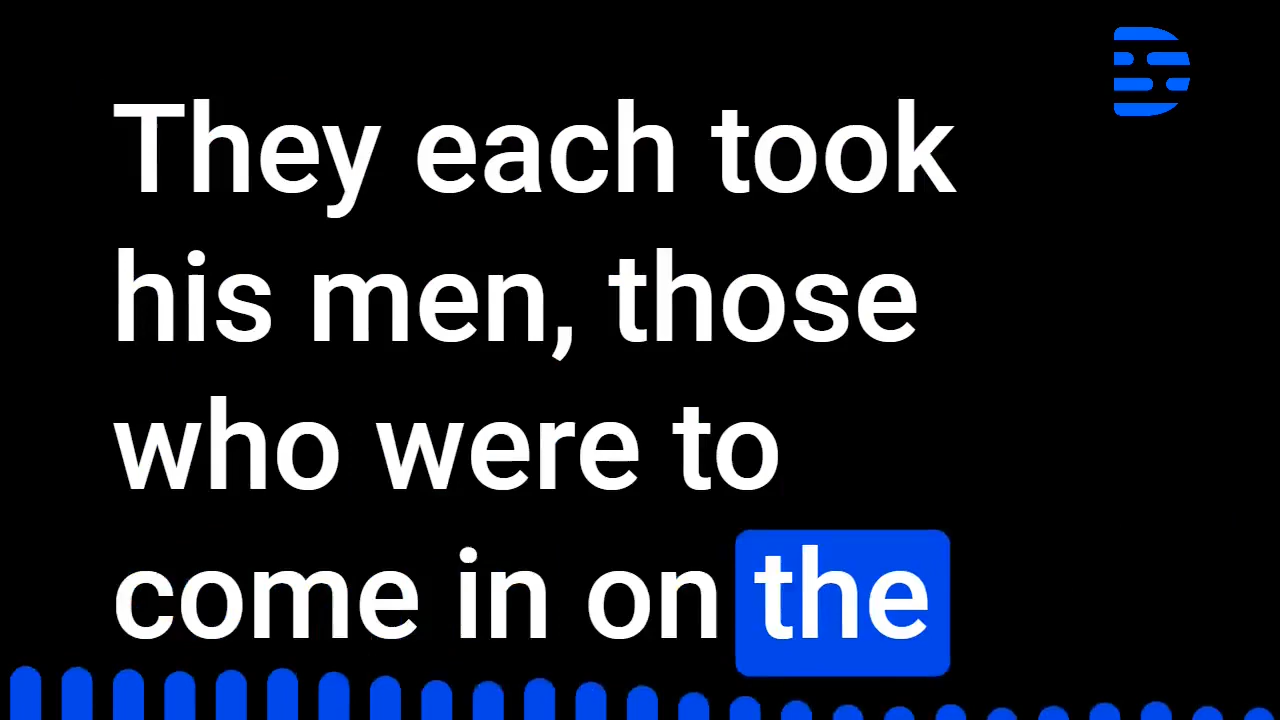 They each took
his men, those
who were to
come in on the